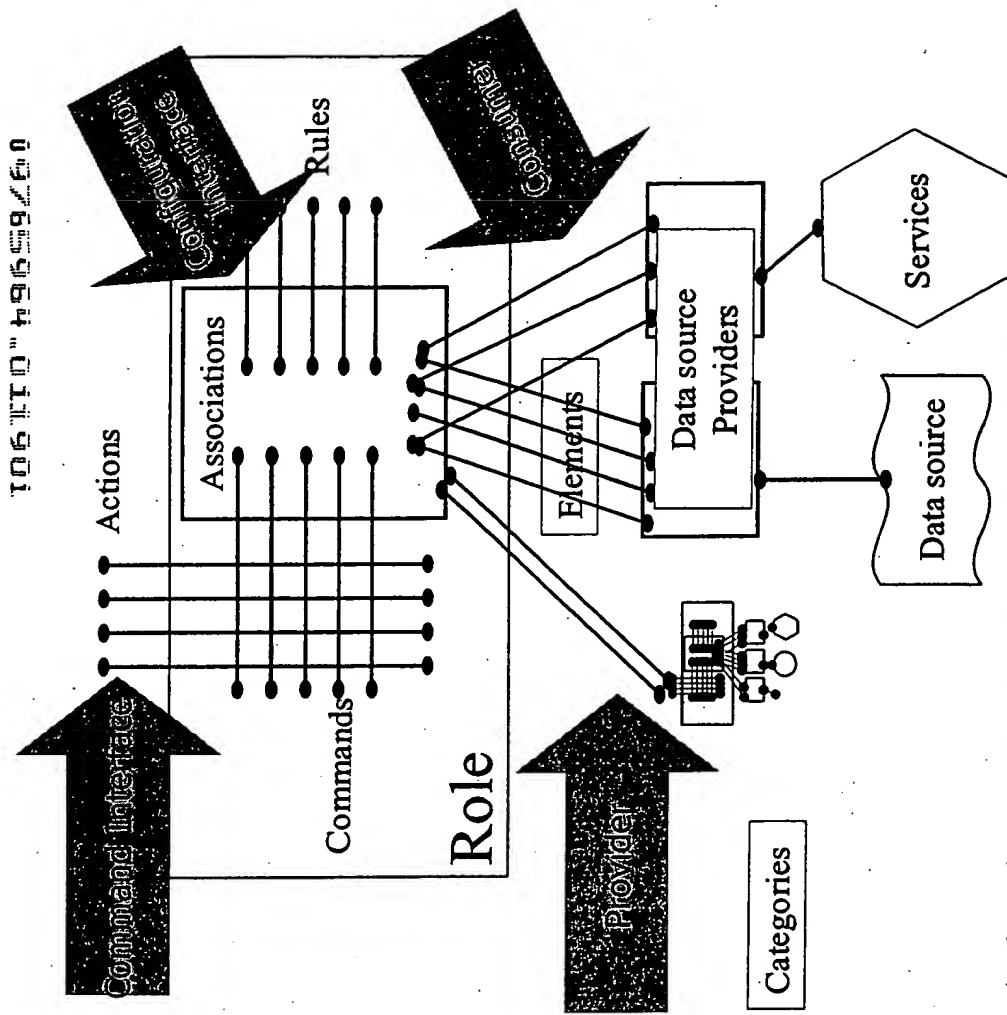 Actions
Associations
Rules
Configuration
Interface
Consumer
Command Interface
Commands
Role
Elements
Data source
Providers
Services
Data source
Provider
Categories